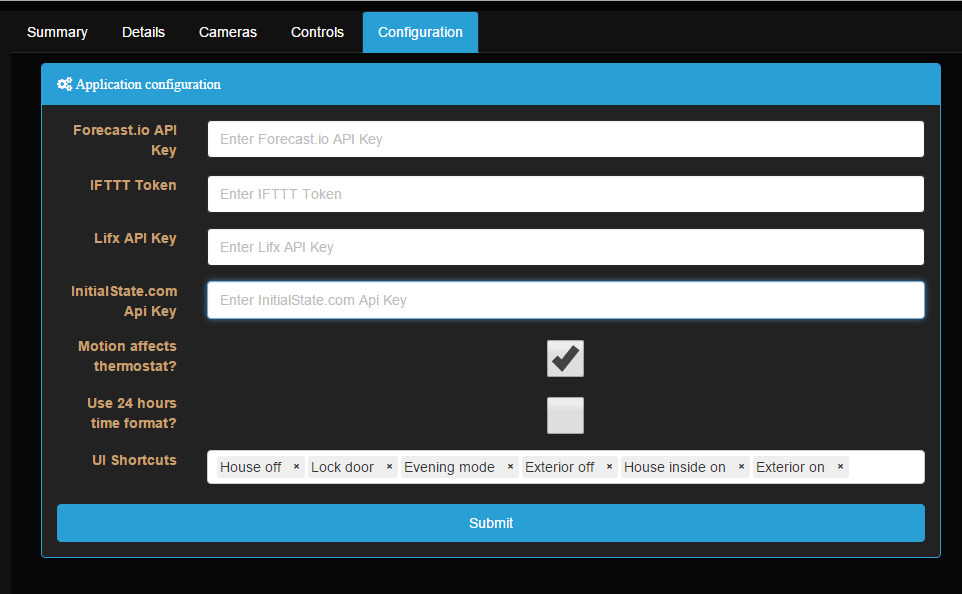 Summary Details Cameras Controls Configuration
Application configuration
Forecast.io API
Key
Enter Forecast.io API Key
IFTTT Token
Enter IFTTT Token
Lifx API Key
Enter Lifx API Key
InitialState.com
Api Key
Enter InitialState.com Api Key
Motion affects
thermostat?
Use 24 hours
time format?
UI Shortcuts
House off × Lock door × Evening mode × Exterior off × House inside on × Exterior on ×
Submit